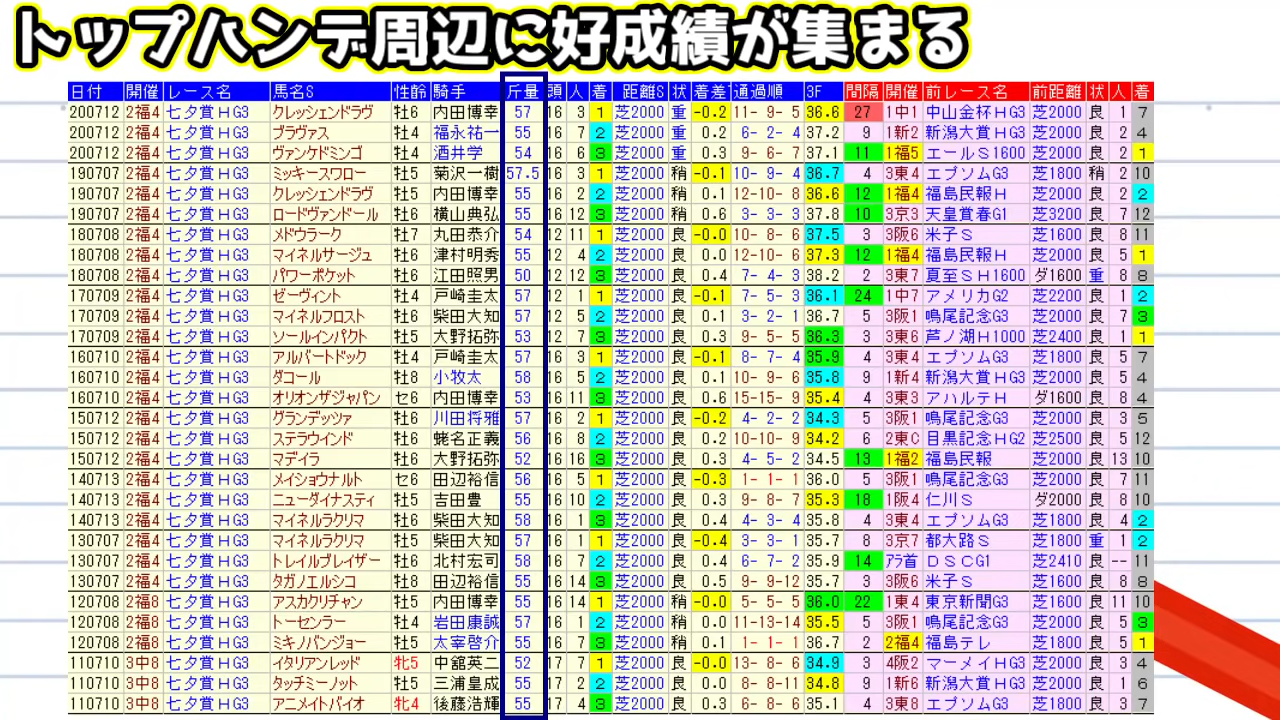 トップハンデ周辺に好成績が集まる
日付 開催 レース名 馬名S 性齢 騎手 斤量 頭 人 着 距離S 状 着差 通過順 3F 間隔 開催 前レース名 前距離 状 人 着
200712 2福4 七夕賞HG3 クレッシェンドラヴ 牡6 内田博幸 57 16 3 1 芝2000 重 -0.2 11- 9- 5 36.6 27 1中1 中山金杯HG3 芝2000 良 1 7
200712 2福4 七夕賞HG3 ブラヴァス 牡4 福永祐一 55 16 7 2 芝2000 重 0.2 6- 2- 4 37.2 9 1新2 新潟大賞HG3 芝2000 良 2 4
200712 2福4 七夕賞HG3 ヴァンケドミンゴ 牡4 酒井学 54 16 6 3 芝2000 重 0.3 9- 6- 7 37.1 11 1福5 エールS1600 芝2000 良 2 1
190707 2福4 七夕賞HG3 ミッキースワロー 牡5 菊沢一樹 57.5 16 3 1 芝2000 稍 -0.1 10- 9- 4 36.7 4 3東4 エプソムG3 芝1800 稍 2 10
190707 2福4 七夕賞HG3 クレッシェンドラヴ 牡5 内田博幸 55 16 2 2 芝2000 稍 0.1 12-10- 8 36.6 12 1福4 福島民報H 芝2000 良 2 2
190707 2福4 七夕賞HG3 ロードヴァンドール 牡6 横山典弘 55 16 12 3 芝2000 稍 0.6 3- 3- 3 37.8 10 3京3 天皇賞春G1 芝3200 良 7 12
180708 2福4 七夕賞HG3 メドウラーク 牡7 丸田恭介 54 12 11 1 芝2000 良 -0.0 10- 8- 6 37.5 3 3阪6 米子S 芝1600 良 8 11
180708 2福4 七夕賞HG3 マイネルサージュ 牡6 津村明秀 55 12 4 2 芝2000 良 0.0 12-10- 6 37.3 12 1福4 福島民報H 芝2000 良 5 1
180708 2福4 七夕賞HG3 パワーポケット 牡6 江田照男 50 12 12 3 芝2000 良 0.4 7- 4- 3 38.2 2 3東7 夏至SH1600 ダ1600 重 8 8
170709 2福4 七夕賞HG3 ゼーヴィント 牡4 戸崎圭太 57 12 1 1 芝2000 良 -0.1 7- 5- 3 36.1 24 1中7 アメリカG2 芝2200 良 1 2
170709 2福4 七夕賞HG3 マイネルフロスト 牡6 柴田大知 57 12 5 2 芝2000 良 0.1 3- 2- 1 36.7 5 3阪1 鳴尾記念G3 芝2000 良 7 3
170709 2福4 七夕賞HG3 ソールインパクト 牡5 大野拓弥 53 12 7 3 芝2000 良 0.3 9- 5- 5 36.3 3 3東6 芦ノ湖H1000 芝2400 良 1 1
160710 2福4 七夕賞HG3 アルバートドック 牡4 戸崎圭太 57 16 3 1 芝2000 良 -0.1 8- 7- 4 35.9 4 3東4 エプソムG3 芝1800 良 5 7
160710 2福4 七夕賞HG3 ダコール 牡8 小牧太 58 16 5 2 芝2000 良 0.1 10- 9- 6 35.8 9 1新4 新潟大賞HG3 芝2000 良 5 4
160710 2福4 七夕賞HG3 オリオンザジャパン セ6 内田博幸 53 16 11 3 芝2000 良 0.6 15-15- 9 35.4 4 3東3 アハルテH ダ1600 良 8 4
150712 2福4 七夕賞HG3 グランデッツァ 牡6 川田将雅 57 16 2 1 芝2000 良 -0.2 4- 2- 2 34.3 5 3阪1 鳴尾記念G3 芝2000 良 3 5
150712 2福4 七夕賞HG3 ステラウインド 牡6 蛯名正義 56 16 8 2 芝2000 良 0.2 10-10- 9 34.2 6 2東C 目黒記念HG2 芝2500 良 5 12
150712 2福4 七夕賞HG3 マデイラ 牡6 大野拓弥 52 16 16 3 芝2000 良 0.3 4- 5- 2 34.5 13 1福2 福島民報 芝2000 良 13 10
140713 2福4 七夕賞HG3 メイショウナルト セ6 田辺裕信 56 16 5 1 芝2000 良 -0.3 1- 1- 1 36.0 5 3阪1 鳴尾記念G3 芝2000 良 7 11
140713 2福4 七夕賞HG3 ニューダイナスティ 牡5 吉田豊 55 16 10 2 芝2000 良 0.3 9- 8- 7 35.3 18 1阪4 仁川S ダ2000 良 8 10
140713 2福4 七夕賞HG3 マイネルラクリマ 牡6 柴田大知 58 16 1 3 芝2000 良 0.4 4- 3- 4 35.8 4 3東4 エプソムG3 芝1800 良 4 2
130707 2福4 七夕賞HG3 マイネルラクリマ 牡5 柴田大知 57 16 1 1 芝2000 良 -0.4 3- 3- 1 35.7 8 3京7 都大路S 芝1800 重 1 2
130707 2福4 七夕賞HG3 トレイルブレイザー 牡6 北村宏司 58 16 7 2 芝2000 良 0.4 6- 7- 2 35.9 14 アラ首 DSCG1 芝2410 良 -- 11
130707 2福4 七夕賞HG3 タガノエルシコ 牡8 田辺裕信 55 16 14 3 芝2000 良 0.5 9- 9-12 35.7 3 3阪6 米子S 芝1600 良 8 8
120708 2福8 七夕賞HG3 アスカクリチャン 牡5 内田博幸 55 16 14 1 芝2000 稍 -0.0 5- 5- 5 36.0 22 1東4 東京新聞G3 芝1600 良 11 10
120708 2福8 七夕賞HG3 トーセンラー 牡4 岩田康誠 57 16 1 2 芝2000 稍 0.0 11-13-14 35.5 5 3阪1 鳴尾記念G3 芝2000 良 5 3
120708 2福8 七夕賞HG3 ミキノバンジョー 牡5 太宰啓介 55 16 7 3 芝2000 稍 0.1 1- 1- 1 36.7 2 2福4 福島テレ 芝1800 良 5 1
110710 3中8 七夕賞HG3 イタリアンレッド 牝5 中舘英二 52 17 7 1 芝2000 良 -0.0 13- 8- 6 34.9 3 4阪2 マーメイHG3 芝2000 良 3 4
110710 3中8 七夕賞HG3 タッチミーノット 牡5 三浦皇成 55 17 2 2 芝2000 良 0.0 8- 8-11 34.8 9 1新6 新潟大賞HG3 芝2000 良 1 6
110710 3中8 七夕賞HG3 アニメイトバイオ 牝4 後藤浩輝 55 17 4 3 芝2000 良 0.3 6- 8- 6 35.1 4 3東8 エプソムG3 芝1800 良 3 7